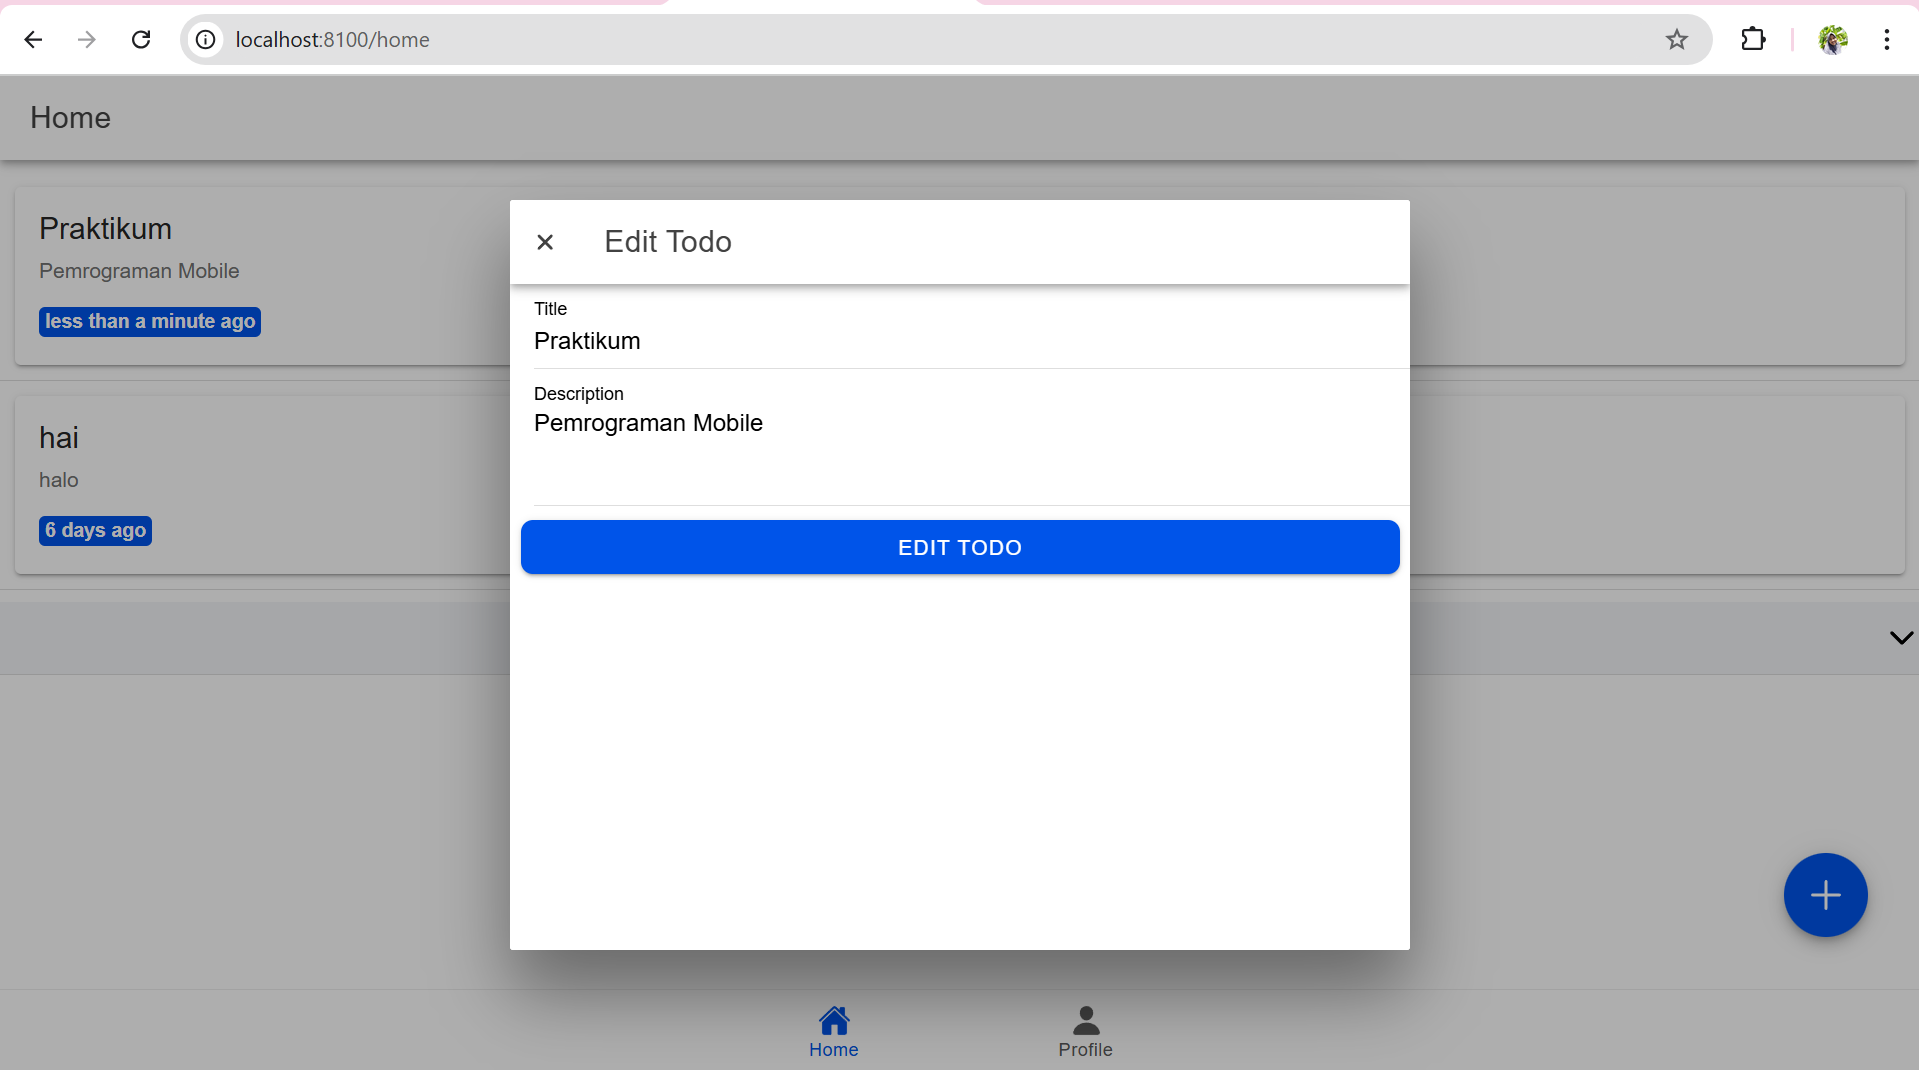 localhost:8100/home
Home
Praktikum
Pemrograman Mobile
less than a minute ago
hai
halo
6 days ago
Edit Todo
Title
Praktikum
Description
Pemrograman Mobile
EDIT TODO
Home
Profile